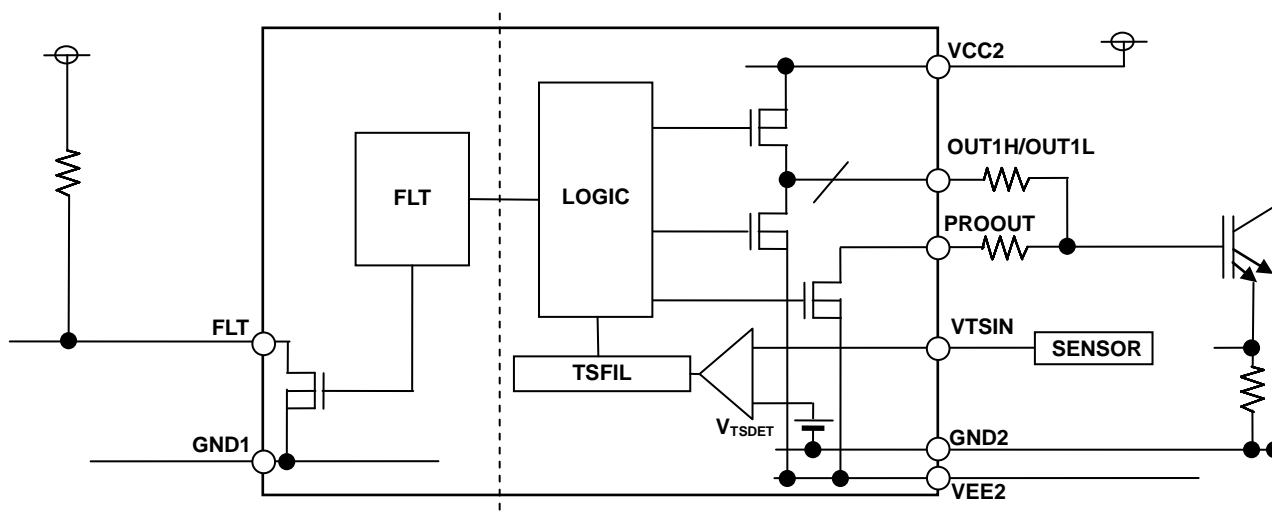 VCC2
OUT1H/OUT1L
FLT
LOGIC
PROOUT
FLT
VTSIN
SENSOR
TSFIL
VTSDET
GND1
GND2
VEE2